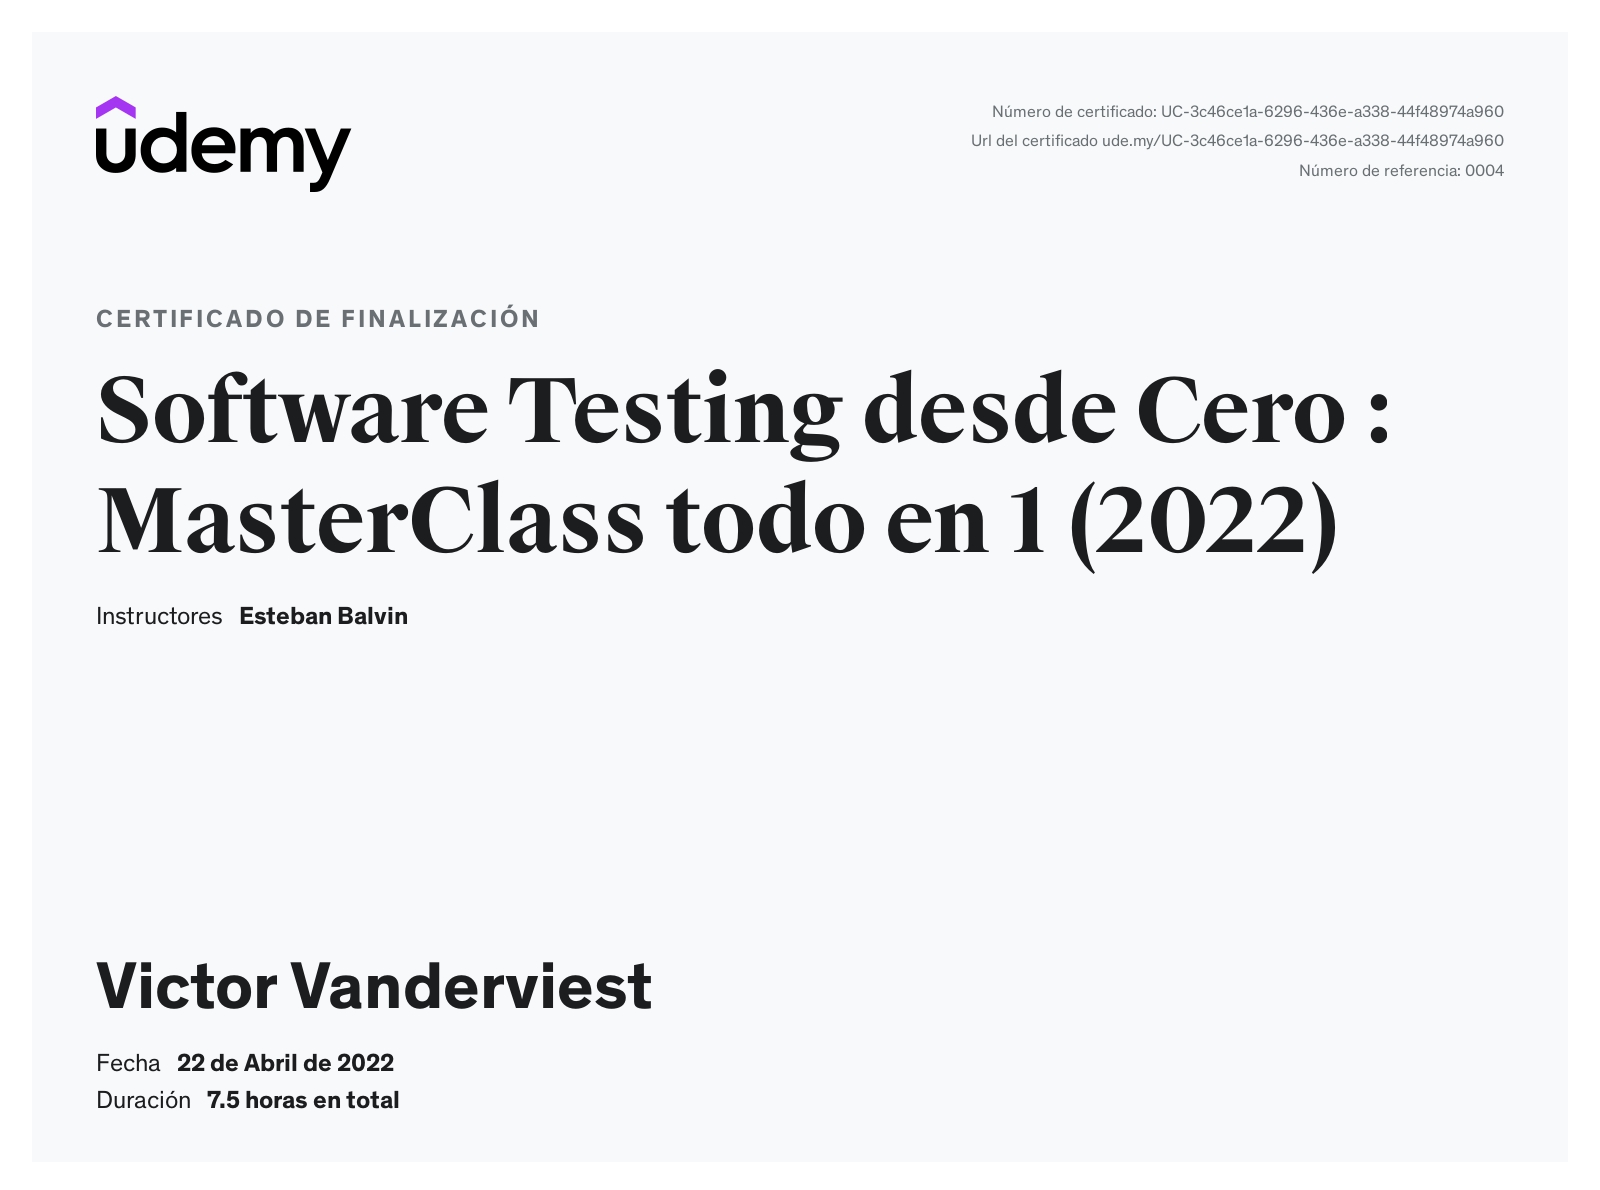 udemy
Número de certificado: UC-3c46ce1a-6296-436e-a338-44f48974a960
Url del certificado ude.my/UC-3c46ce1a-6296-436e-a338-44f48974a960
Número de referencia: 0004
CERTIFICADO DE FINALIZACIÓN
Software Testing desde Cero :
MasterClass todo en 1 (2022)
Instructores Esteban Balvin
Victor Vanderviest
Fecha 22 de Abril de 2022
Duración 7.5 horas en total